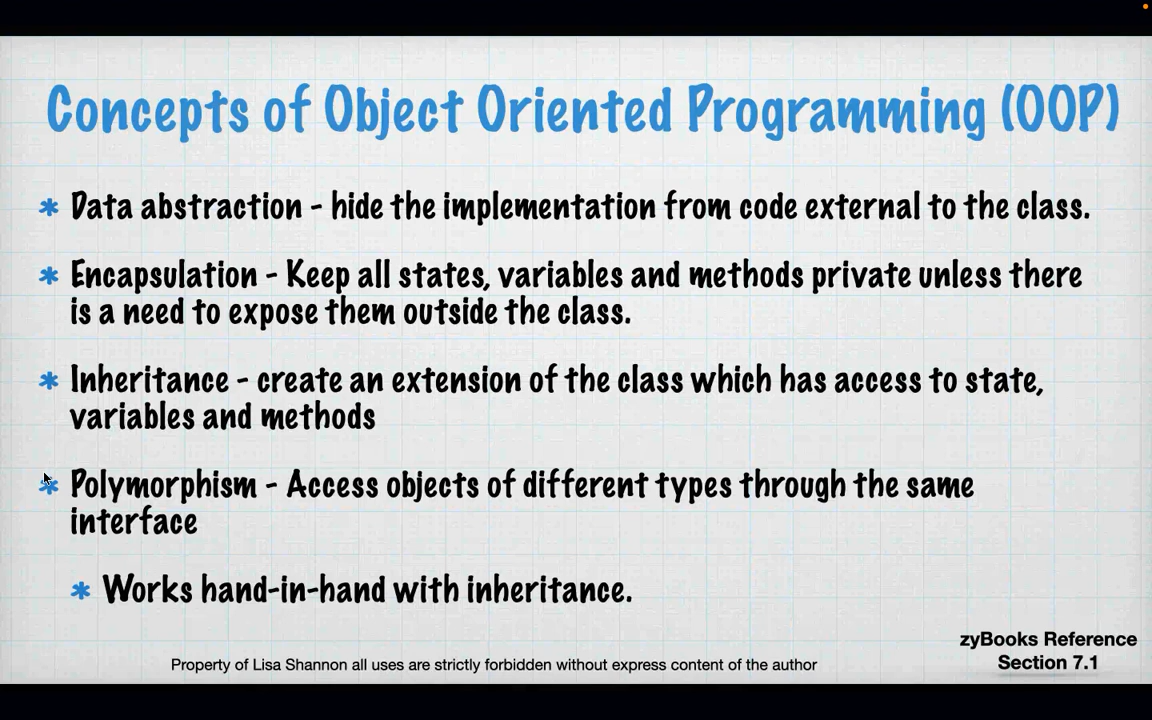 Concepts of Object Oriented Programming (OOP)
* Data abstraction - hide the implementation from code external to the class.
* Encapsulation - Keep all states, variables and methods private unless there
is a need to expose them outside the class.
* Inheritance - create an extension of the class which has access to state,
variables and methods
* Polymorphism - Access objects of different types through the same
interface
* Works hand-in-hand with inheritance.
zyBooks Reference
Section 7.1
Property of Lisa Shannon all uses are strictly forbidden without express content of the author